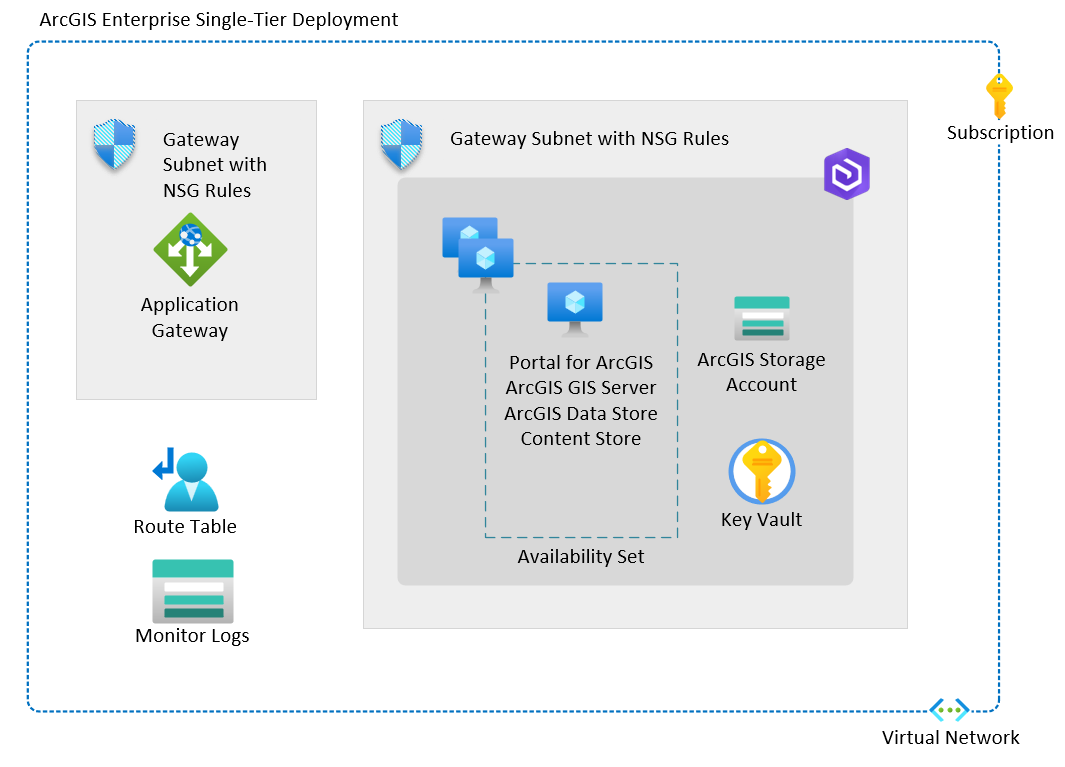 ArcGIS Enterprise Single-Tier Deployment
Subscription
Gateway
Subnet with
NSG Rules
Application
Gateway
Gateway Subnet with NSG Rules
Portal for ArcGIS
ArcGIS GIS Server
ArcGIS Data Store
Content Store
Availability Set
ArcGIS Storage
Account
Key Vault
Route Table
Monitor Logs
Virtual Network